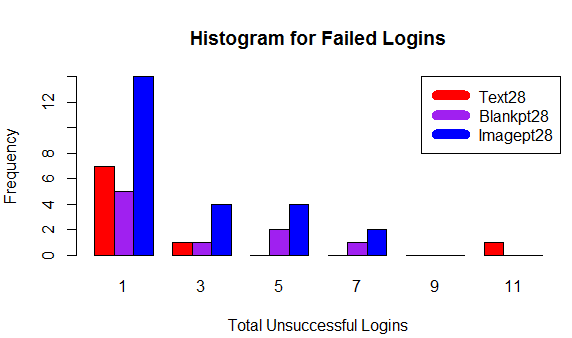 Histogram for Failed Logins
Text28
Blankpt28
Imagept28
Frequency
12
8
6
4
2
0
1 3 5 7 9 11
Total Unsuccessful Logins